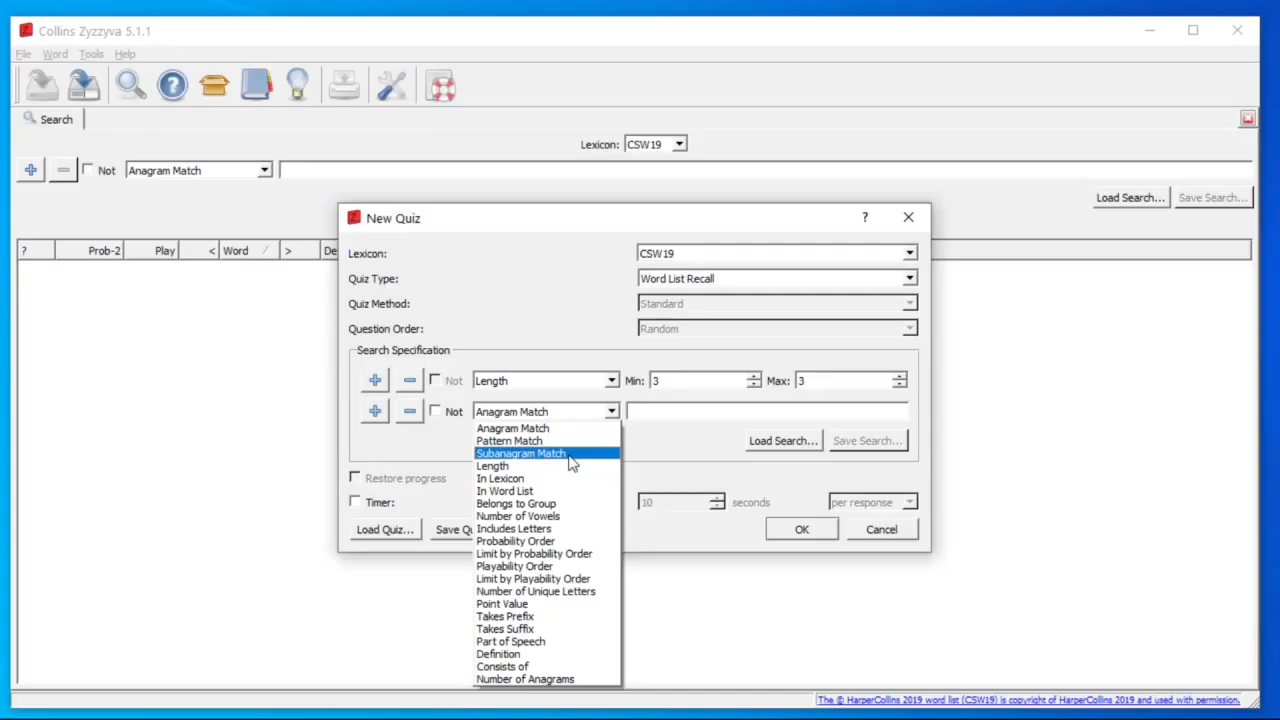 Collins Zyzzyva 5.1.1
File Word Tools Help
Search
Lexicon: CSW19
Not Anagram Match
Load Search... Save Search...
? Prob-2 Play < Word > De
New Quiz ?
Lexicon: CSW19
Quiz Type: Word List Recall
Quiz Method: Standard
Question Order: Random
Search Specification
Not Length Min: 3 Max: 3
Not Anagram Match
Anagram Match
Pattern Match
Subanagram Match
Length
In Lexicon
In Word List
Belongs to Group
Number of Vowels
Includes Letters
Probability Order
Limit by Probability Order
Playability Order
Limit by Playability Order
Number of Unique Letters
Point Value
Takes Prefix
Takes Suffix
Part of Speech
Definition
Consists of
Number of Anagrams
Load Search... Save Search...
Restore progress
Timer: 10 seconds per response
Load Quiz... Save Qu OK Cancel
The © HarperCollins 2019 word list (CSW19) is copyright of HarperCollins 2019 and used with permission.